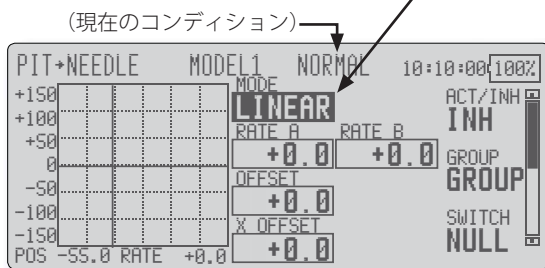 (現在のコンディション)
PIT→NEEDLE MODEL1 NORMAL 10:10:00 100%
MODE
LINEAR
RATE A RATE B
+0.0 +0.0
OFFSET
+0.0
X OFFSET
+0.0
+150
+100
+50
0
-50
-100
-150
POS -55.0 RATE +0.0
ACT/INH
INH
GROUP
GROUP
SWITCH
NULL